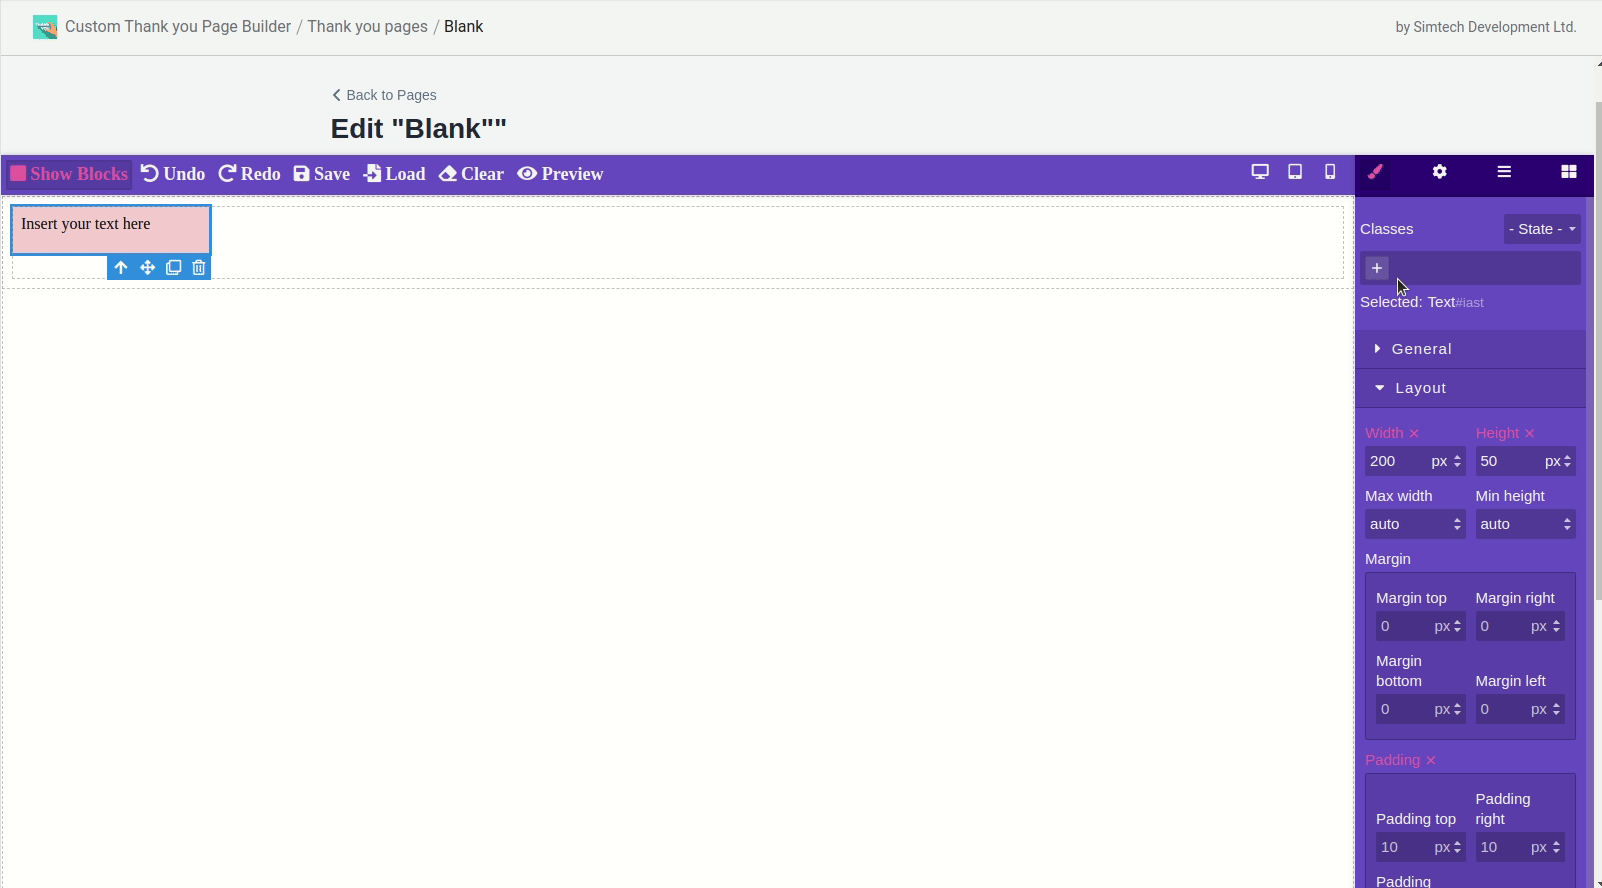 Custom Thank you Page Builder / Thank you pages / Blank
by Simtech Development Ltd.
Back to Pages
Edit "Blank""
Show Blocks Undo Redo Save Load Clear Preview
Insert your text here
Classes - State -
+
Selected: Text#iast
General
Layout
Width × Height ×
200 px 50 px
Max width Min height
auto auto
Margin
Margin top Margin right
0 px 0 px
Margin
bottom Margin left
0 px 0 px
Padding ×
Padding
Padding top right
10 px 10 px
Padding